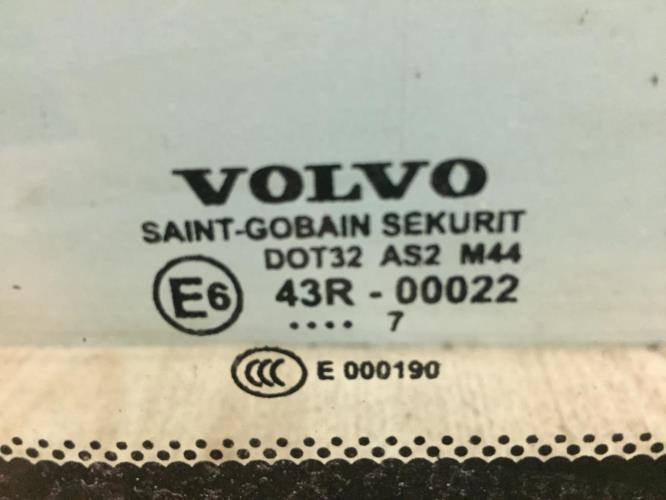 VOLVO
SAINT-GOBAIN SEKURIT
DOT32 AS2 M44
E6 43R - 00022
.... 7
CCC E 000190